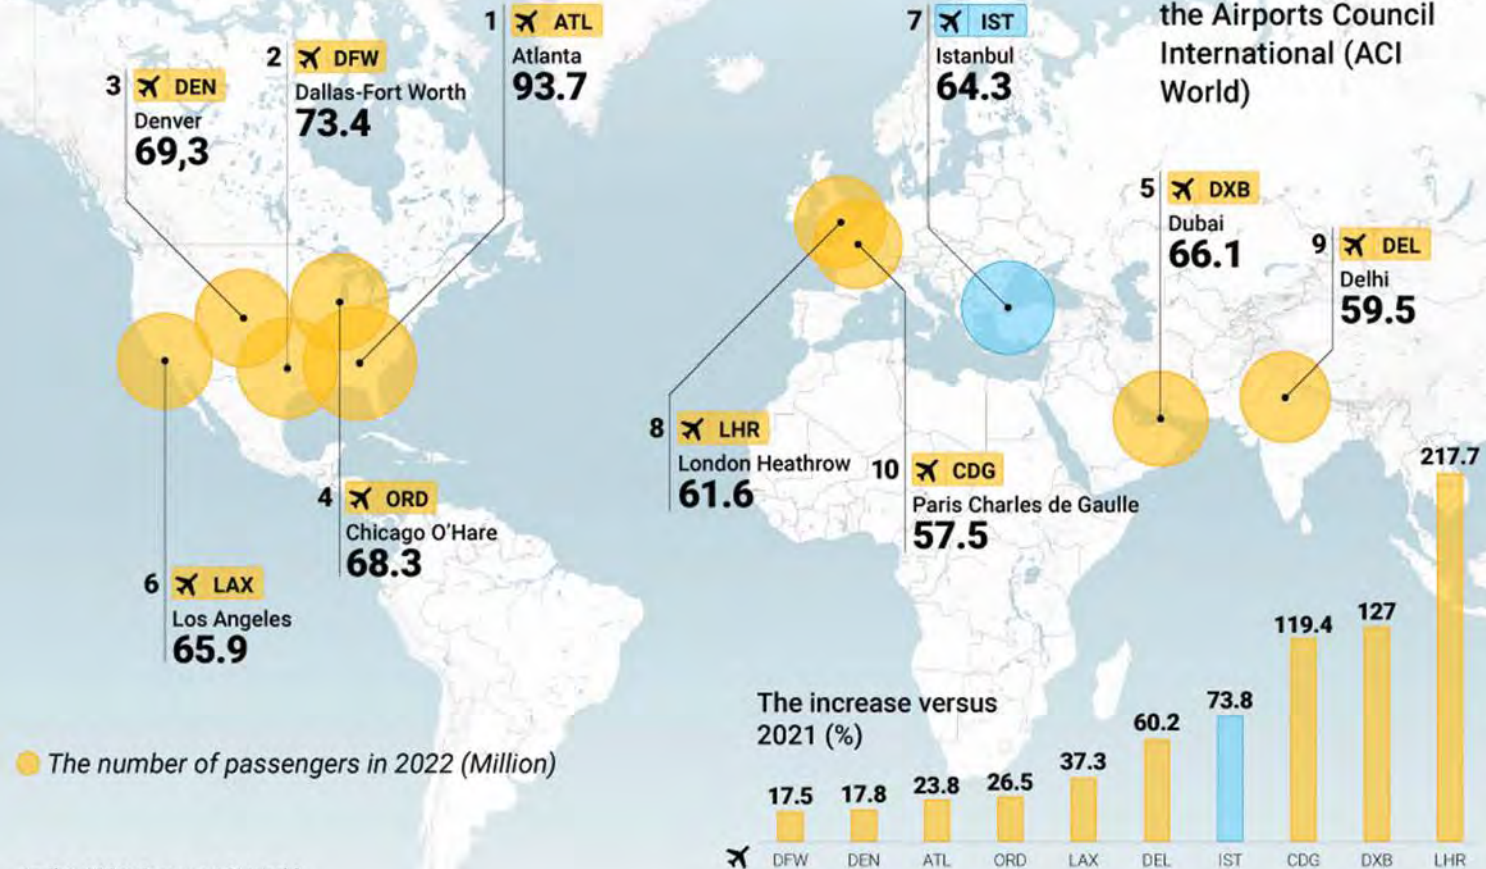 the Airports Council
International (ACI
World)
1 ATL
Atlanta
93.7
2 DFW
Dallas-Fort Worth
73.4
3 DEN
Denver
69,3
4 ORD
Chicago O'Hare
68.3
5 DXB
Dubai
66.1
6 LAX
Los Angeles
65.9
7 IST
Istanbul
64.3
8 LHR
London Heathrow
61.6
9 DEL
Delhi
59.5
10 CDG
Paris Charles de Gaulle
57.5
The number of passengers in 2022 (Million)
The increase versus
2021 (%)
17.5 17.8 23.8 26.5 37.3 60.2 73.8 119.4 127 217.7
DFW DEN ATL ORD LAX DEL IST CDG DXB LHR